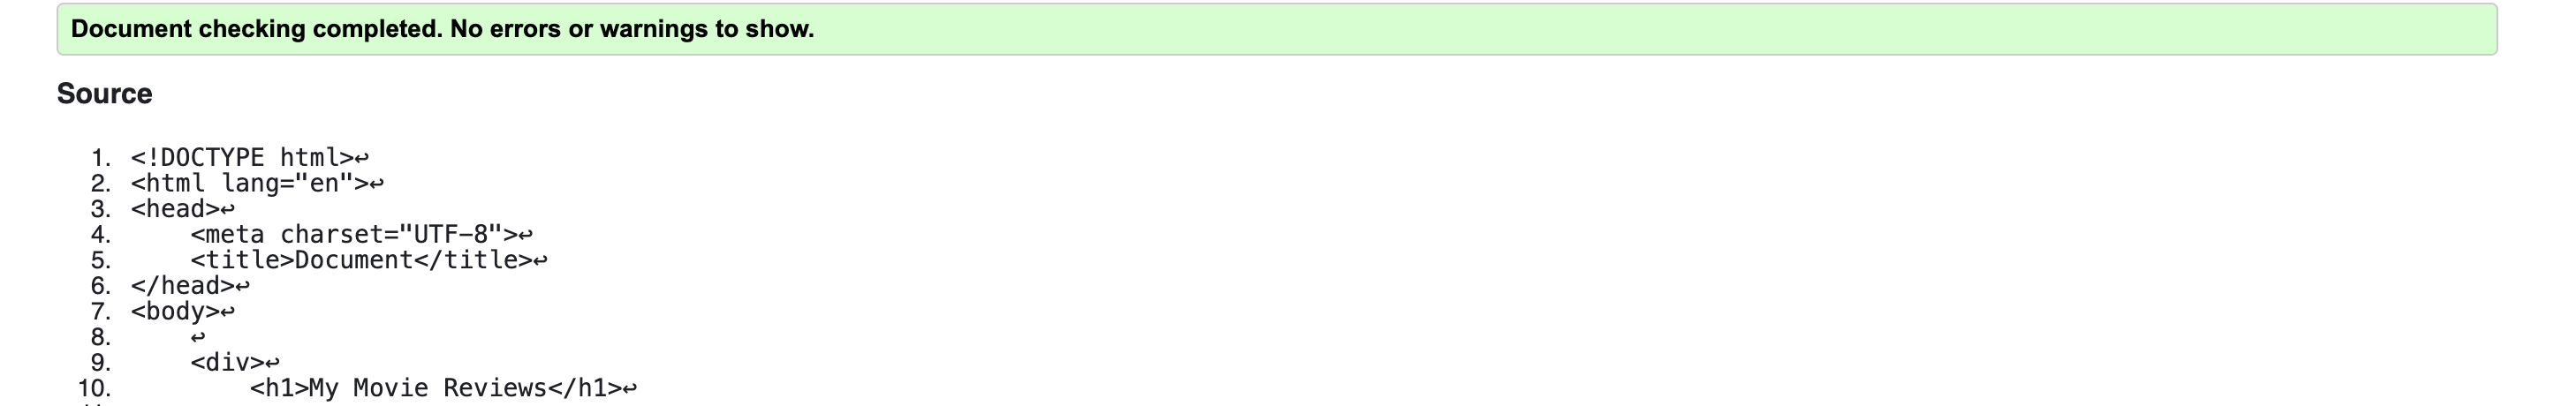 Document checking completed. No errors or warnings to show.
Source
1. <!DOCTYPE html>↩
2. <html lang="en">↩
3. <head>↩
4.     <meta charset="UTF-8">↩
5.     <title>Document</title>↩
6. </head>↩
7. <body>↩
8.     ↩
9.     <div>↩
10.         <h1>My Movie Reviews</h1>↩